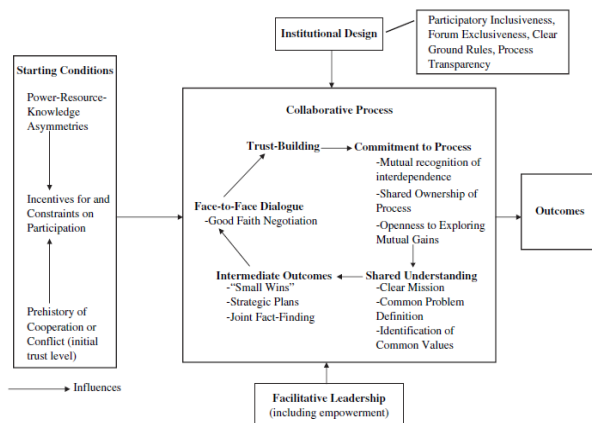 Institutional Design
Participatory Inclusiveness,
Forum Exclusiveness, Clear
Ground Rules, Process
Transparency
Starting Conditions
Power-Resource-
Knowledge
Asymmetries
Incentives for and
Constraints on
Participation
Prehistory of
Cooperation or
Conflict (initial
trust level)
Influences
Collaborative Process
Trust-Building
Commitment to Process
-Mutual recognition of
interdependence
-Shared Ownership of
Process
-Openness to Exploring
Mutual Gains
Face-to-Face Dialogue
-Good Faith Negotiation
Intermediate Outcomes
-“Small Wins”
-Strategic Plans
-Joint Fact-Finding
Shared Understanding
-Clear Mission
-Common Problem
Definition
-Identification of
Common Values
Outcomes
Facilitative Leadership
(including empowerment)